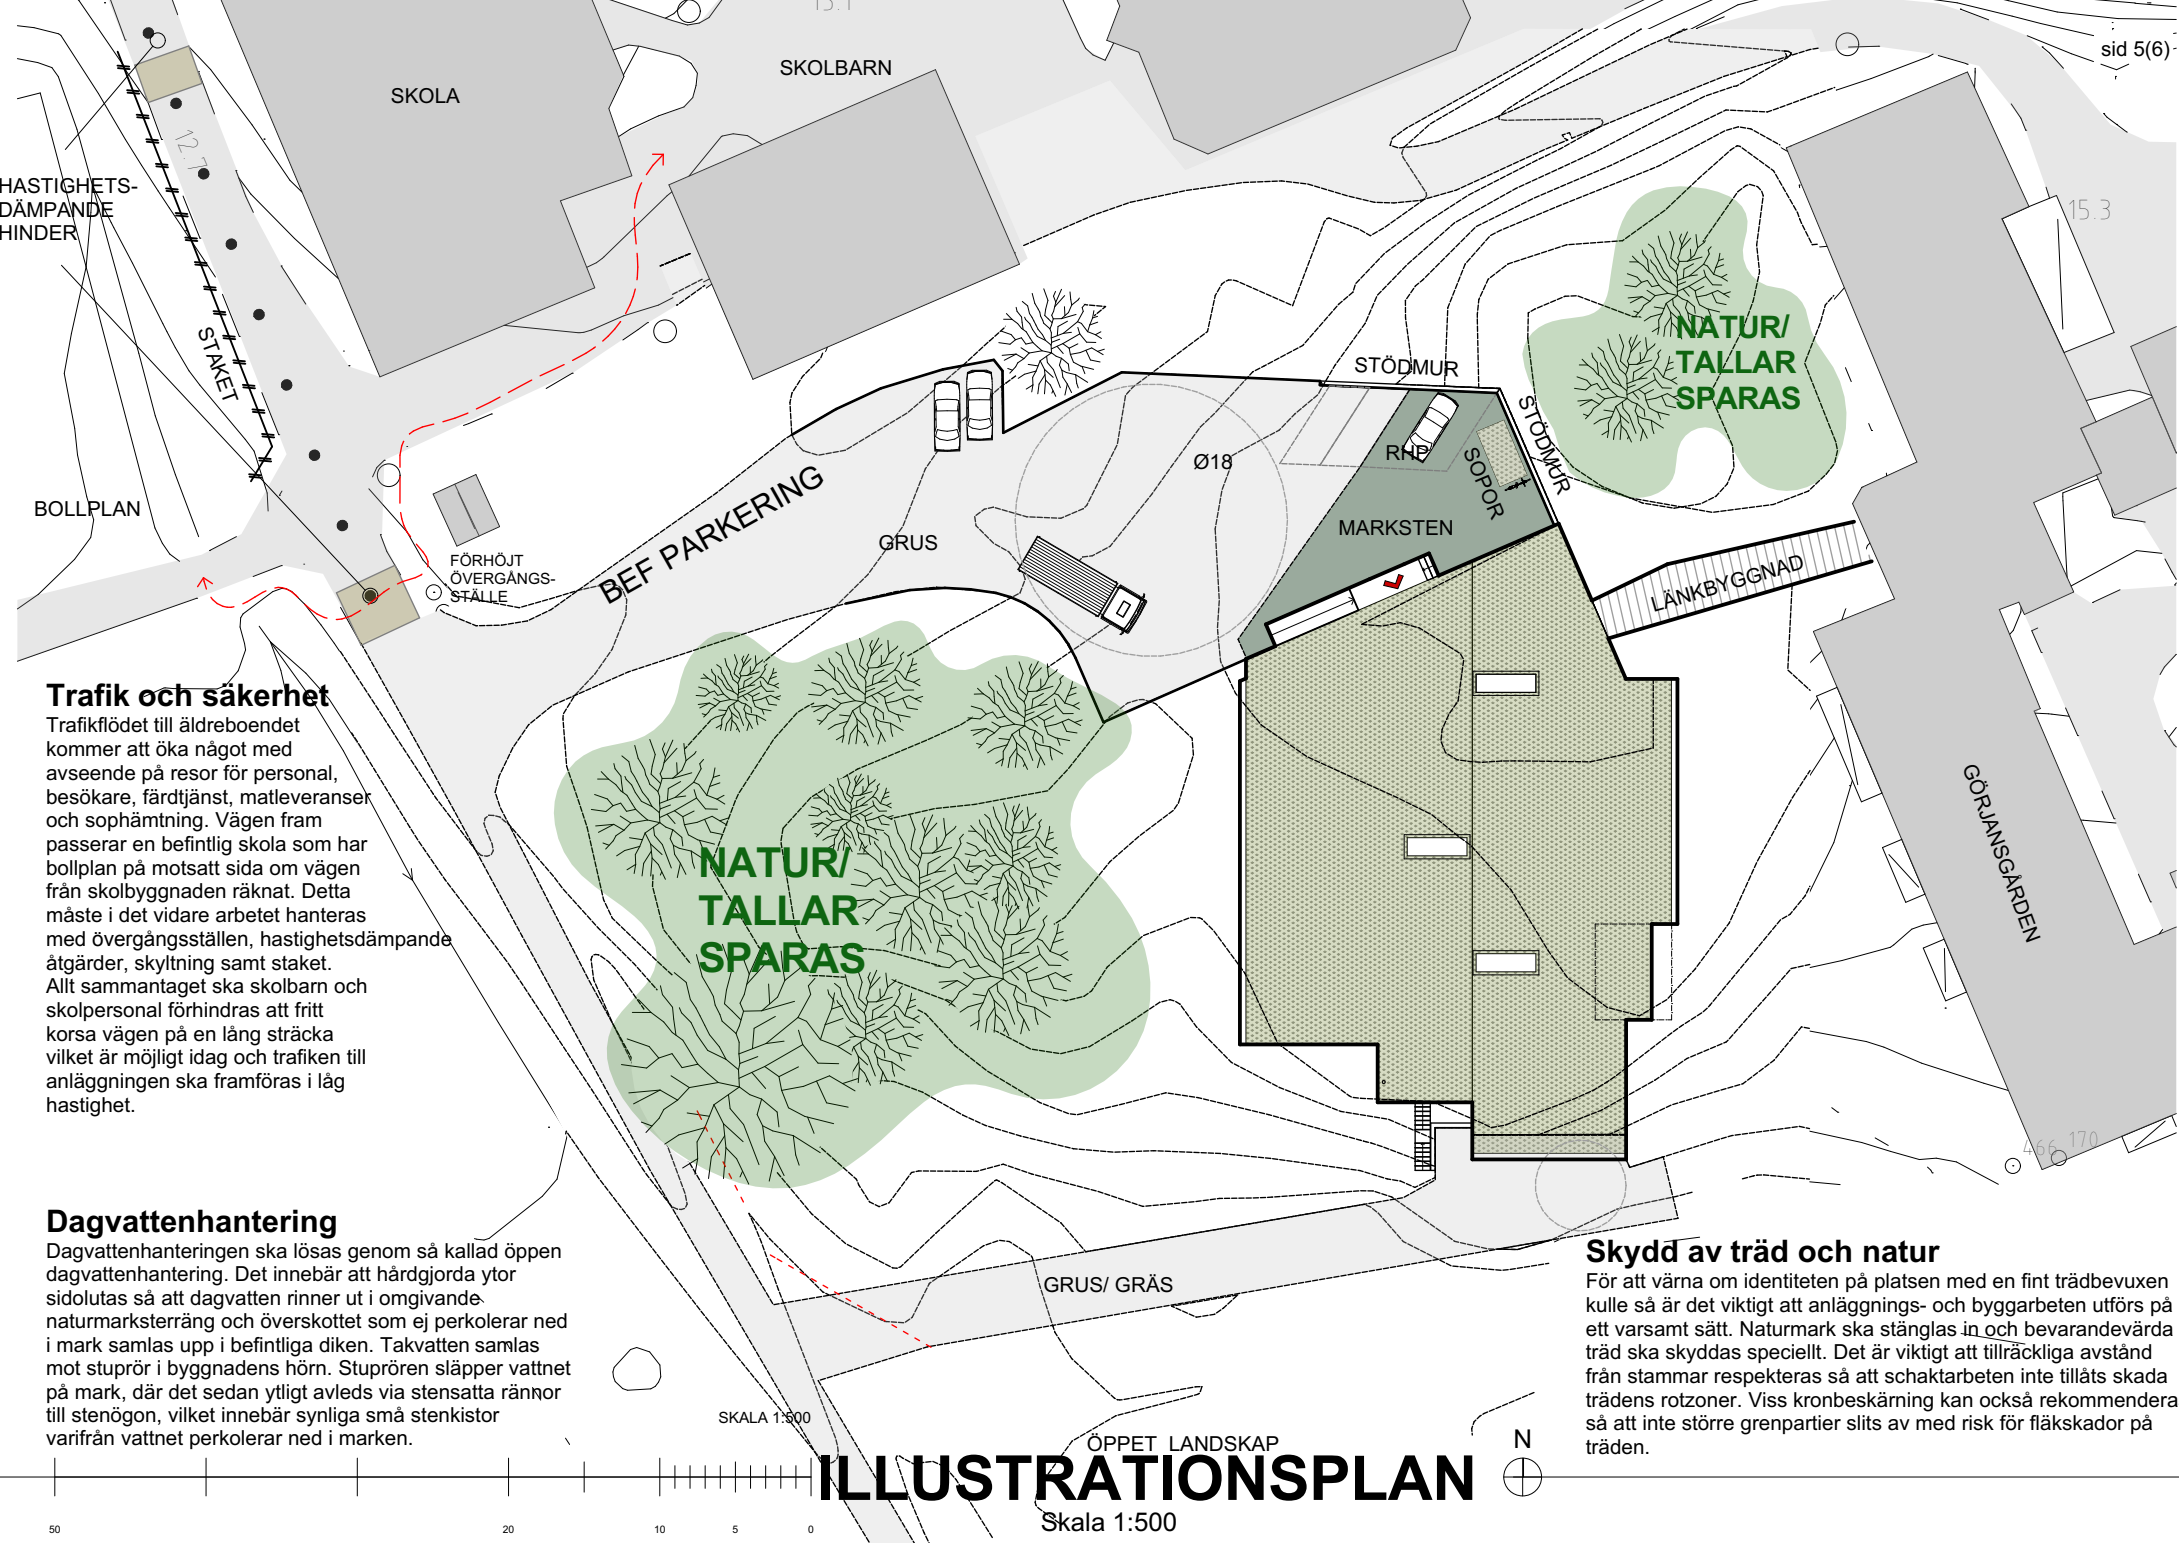 13.1
SKOLBARN
sid 5(6)
SKOLA
12.7
HASTIGHETS-
DÄMPANDE
HINDER
15.3
STAKET
NATUR/
TALLAR
SPARAS
STÖDMUR
STÖDMUR
RHP
SOPOR
Ø18
BOLLPLAN
BEF PARKERING
GRUS
MARKSTEN
FÖRHÖJT
ÖVERGÅNGS-
STÄLLE
LÄNKBYGGNAD
Trafik och säkerhet
Trafikflödet till äldreboendet
kommer att öka något med
avseende på resor för personal,
besökare, färdtjänst, matleveranser
och sophämtning. Vägen fram
passerar en befintlig skola som har
bollplan på motsatt sida om vägen
från skolbyggnaden räknat. Detta
måste i det vidare arbetet hanteras
med övergångsställen, hastighetsdämpande
åtgärder, skyltning samt staket.
Allt sammantaget ska skolbarn och
skolpersonal förhindras att fritt
korsa vägen på en lång sträcka
vilket är möjligt idag och trafiken till
anläggningen ska framföras i låg
hastighet.
NATUR/
TALLAR
SPARAS
GÖRJANSGÅRDEN
466
170
Dagvattenhantering
Dagvattenhanteringen ska lösas genom så kallad öppen
dagvattenhantering. Det innebär att hårdgjorda ytor
sidolutas så att dagvatten rinner ut i omgivande
naturmarksterräng och överskottet som ej perkolerar ned
i mark samlas upp i befintliga diken. Takvatten samlas
mot stuprör i byggnadens hörn. Stuprören släpper vattnet
på mark, där det sedan ytligt avleds via stensatta rännor
till stenögon, vilket innebär synliga små stenkistor
varifrån vattnet perkolerar ned i marken.
GRUS/ GRÄS
Skydd av träd och natur
För att värna om identiteten på platsen med en fint trädbevuxen
kulle så är det viktigt att anläggnings- och byggarbeten utförs på
ett varsamt sätt. Naturmark ska stänglas in och bevarandevärda
träd ska skyddas speciellt. Det är viktigt att tillräckliga avstånd
från stammar respekteras så att schaktarbeten inte tillåts skada
trädens rotzoner. Viss kronbeskärning kan också rekommendera
så att inte större grenpartier slits av med risk för fläkskador på
träden.
SKALA 1:500
ÖPPET LANDSKAP
N
ILLUSTRATIONSPLAN
Skala 1:500
50
20
10
5
0